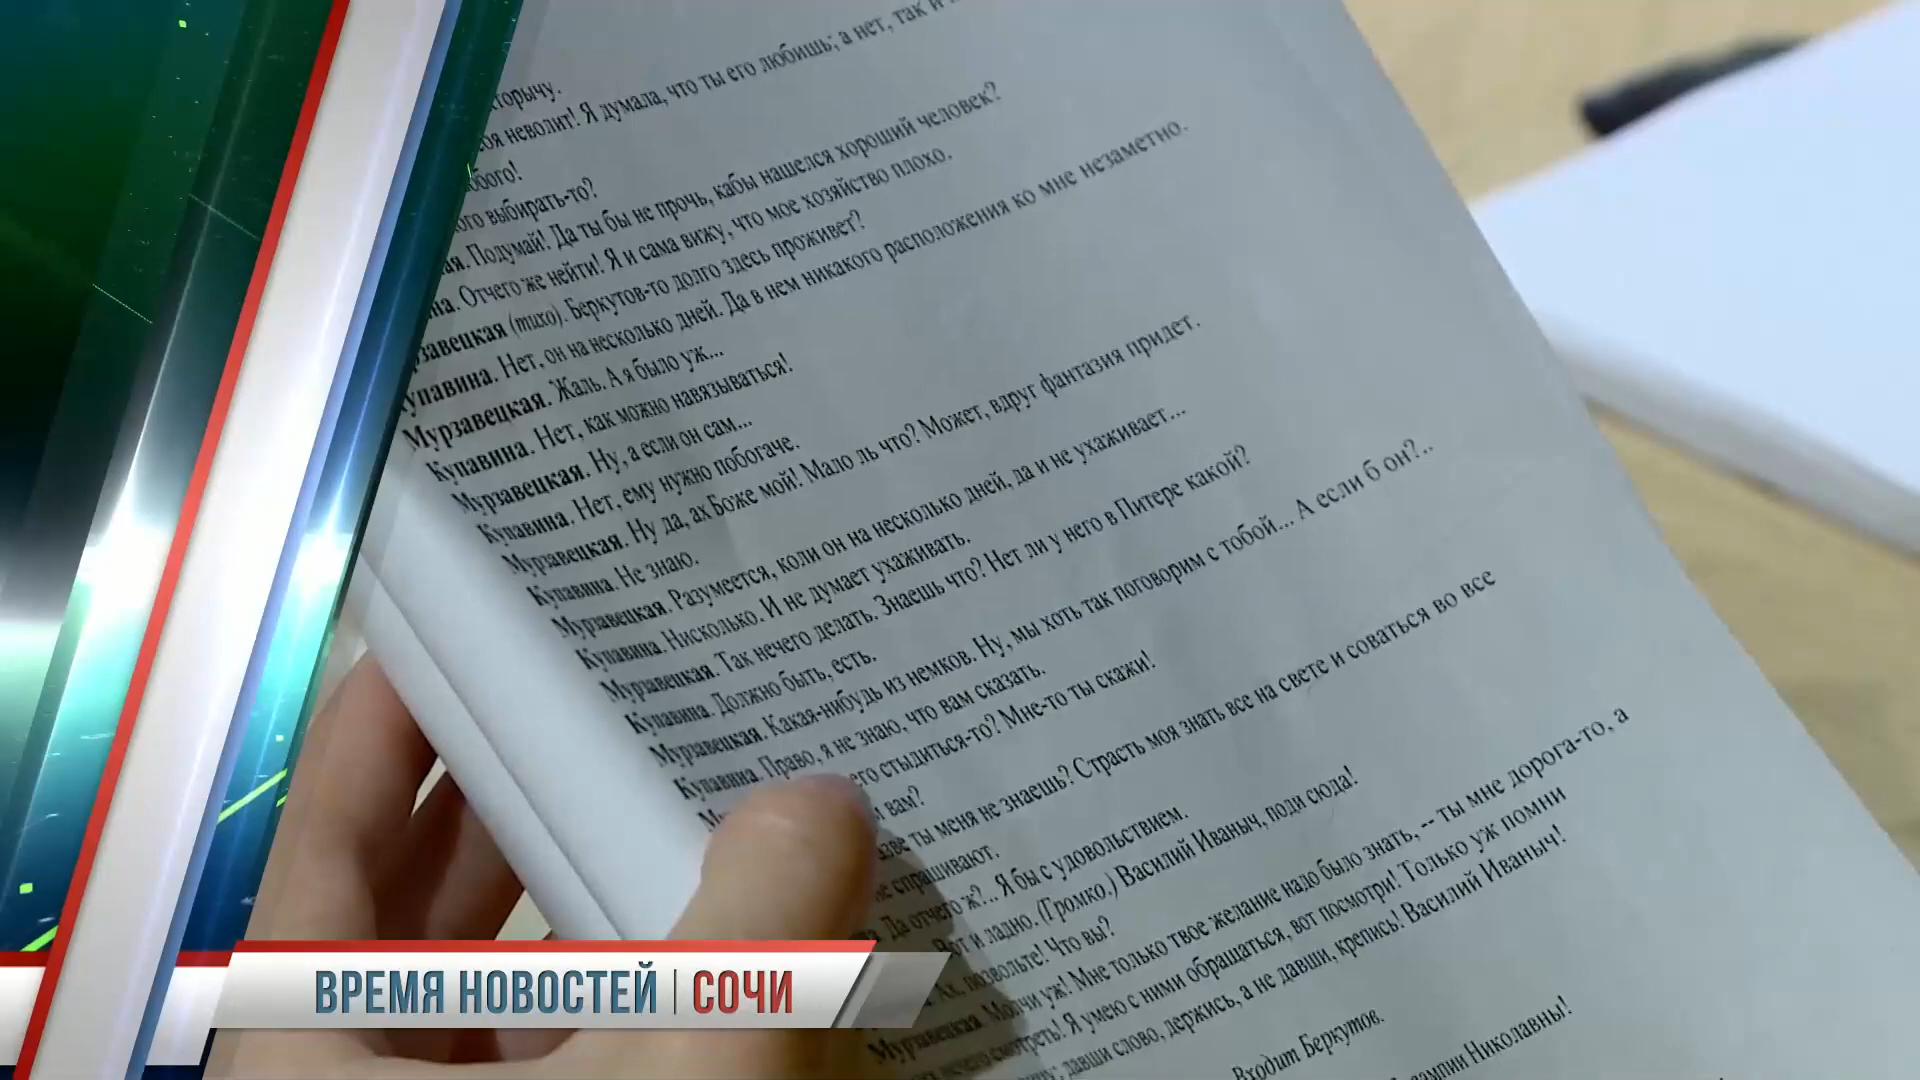 кторычу.
неволит! Я думала, что ты его любишь; а нет, так и
выбирать-то?
Подумай! Да ты бы не прочь, кабы нашелся хороший человек?
Отчего же нейти! Я и сама вижу, что мое хозяйство плохо.
(тихо). Беркутов-то долго здесь проживет?
Купавина. Нет, он на несколько дней. Да в нем никакого расположения ко мне незаметно.
Мурзавецкая. Жаль. А я было уж...
Купавина. Нет, как можно навязываться!
Мурзавецкая. Ну, а если он сам...
Купавина. Нет, ему нужно побогаче.
Мурзавецкая. Ну да, ах Боже мой! Мало ль что? Может, вдруг фантазия придет.
Купавина. Не знаю.
Мурзавецкая. Разумеется, коли он на несколько дней, да и не ухаживает...
Купавина. Нисколько. И не думает ухаживать.
Мурзавецкая. Так нечего делать. Знаешь что? Нет ли у него в Питере какой?
Купавина. Должно быть, есть.
Мурзавецкая. Какая-нибудь из немков. Ну, мы хоть так поговорим с тобой... А если б он?..
Купавина. Право, я не знаю, что вам сказать.
стыдиться-то? Мне-то ты скажи!
вам?
ты меня не знаешь? Страсть моя знать все на свете и соваться во все
не спрашивают.
Да отчего ж?.. Я бы с удовольствием.
Вот и ладно. (Громко.) Василий Иваныч, поди сюда!
Ах, позвольте! Что вы?
Мурзавецкая. Молчи уж! Мне только твое желание надо было знать, -- ты мне дорога-то, а
нечего смотреть! Я умею с ними обращаться, вот посмотри! Только уж помни
давши слово, держись, а не давши, крепись! Василий Иваныч!
Входит Беркутов.
Николавны!
ВРЕМЯ НОВОСТЕЙ | СОЧИ